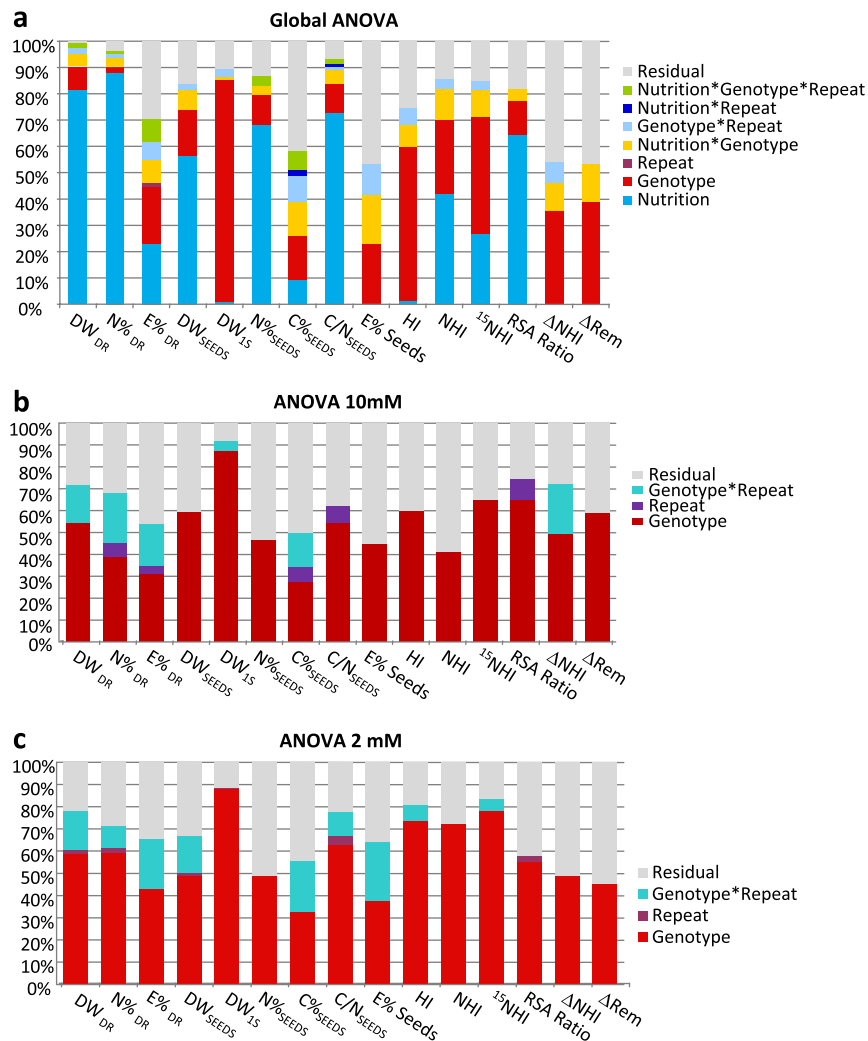 a
Global ANOVA
100%
90%
80%
70%
60%
50%
40%
30%
20%
10%
0%
Residual
Nutrition*Genotype*Repeat
Nutrition*Repeat
Genotype*Repeat
Nutrition*Genotype
Repeat
Genotype
Nutrition
DW DR
N% DR
E% DR
DW SEEDS
DW 1S
N% SEEDS
C% SEEDS
C/N SEEDS
E% Seeds
HI
NHI
15NHI
RSA Ratio
ΔNHI
ΔRem
b
ANOVA 10mM
100%
90%
80%
70%
60%
50%
40%
30%
20%
10%
0%
Residual
Genotype*Repeat
Repeat
Genotype
DW DR
N% DR
E% DR
DW SEEDS
DW 1S
N% SEEDS
C% SEEDS
C/N SEEDS
E% Seeds
HI
NHI
15NHI
RSA Ratio
ΔNHI
ΔRem
c
ANOVA 2 mM
100%
90%
80%
70%
60%
50%
40%
30%
20%
10%
0%
Residual
Genotype*Repeat
Repeat
Genotype
DW DR
N% DR
E% DR
DW SEEDS
DW 1S
N% SEEDS
C% SEEDS
C/N SEEDS
E% Seeds
HI
NHI
15NHI
RSA Ratio
ΔNHI
ΔRem